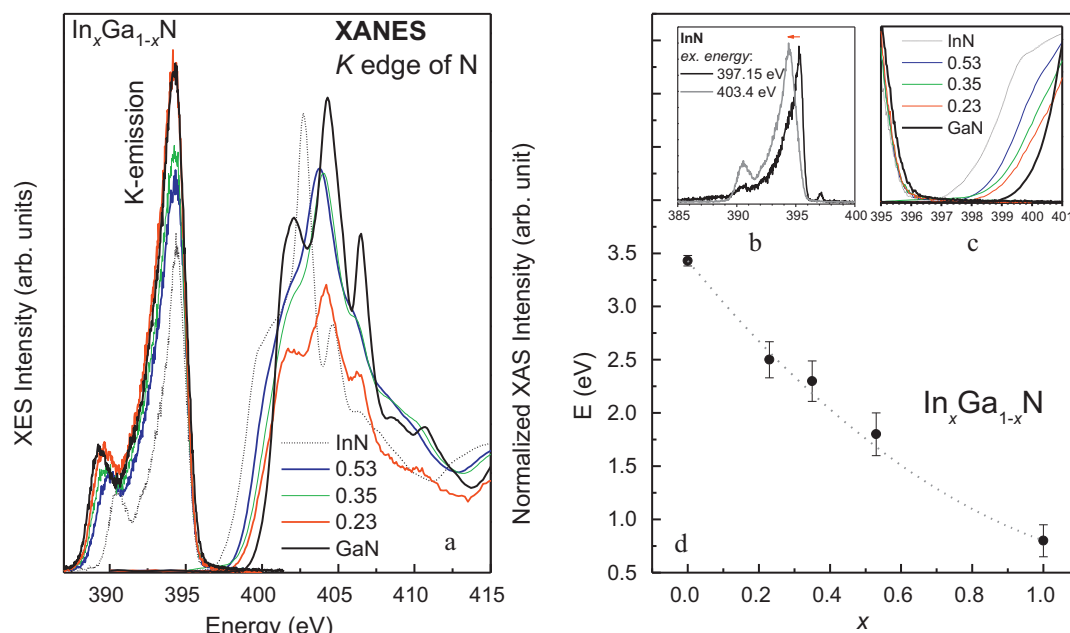 InₓGa₁₋ₓN
XANES
K edge of N
K-emission
XES Intensity (arb. units)
InN
0.53
0.35
0.23
GaN
a
390 395 400 405 410 415
Energy (eV)
Normalized XAS Intensity (arb. unit)
InN
ex. energy:
397.15 eV
403.4 eV
385 390 395 400
b
InN
0.53
0.35
0.23
GaN
395 396 397 398 399 400 401
c
E (eV)
3.5
3.0
2.5
2.0
1.5
1.0
0.5
InₓGa₁₋ₓN
d
0.0 0.2 0.4 0.6 0.8 1.0
x